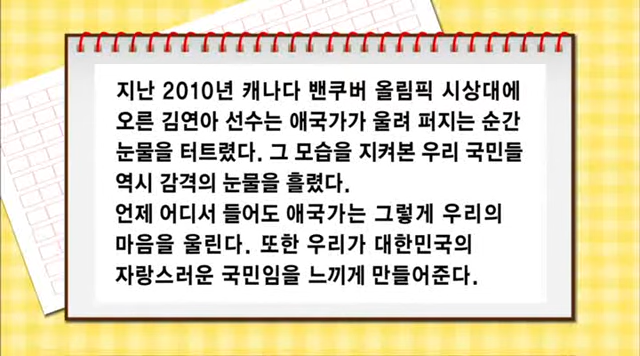 지난 2010년 캐나다 밴쿠버 올림픽 시상대에
오른 김연아 선수는 애국가가 울려 퍼지는 순간
눈물을 터트렸다. 그 모습을 지켜본 우리 국민들
역시 감격의 눈물을 흘렸다.
언제 어디서 들어도 애국가는 그렇게 우리의
마음을 울린다. 또한 우리가 대한민국의
자랑스러운 국민임을 느끼게 만들어준다.